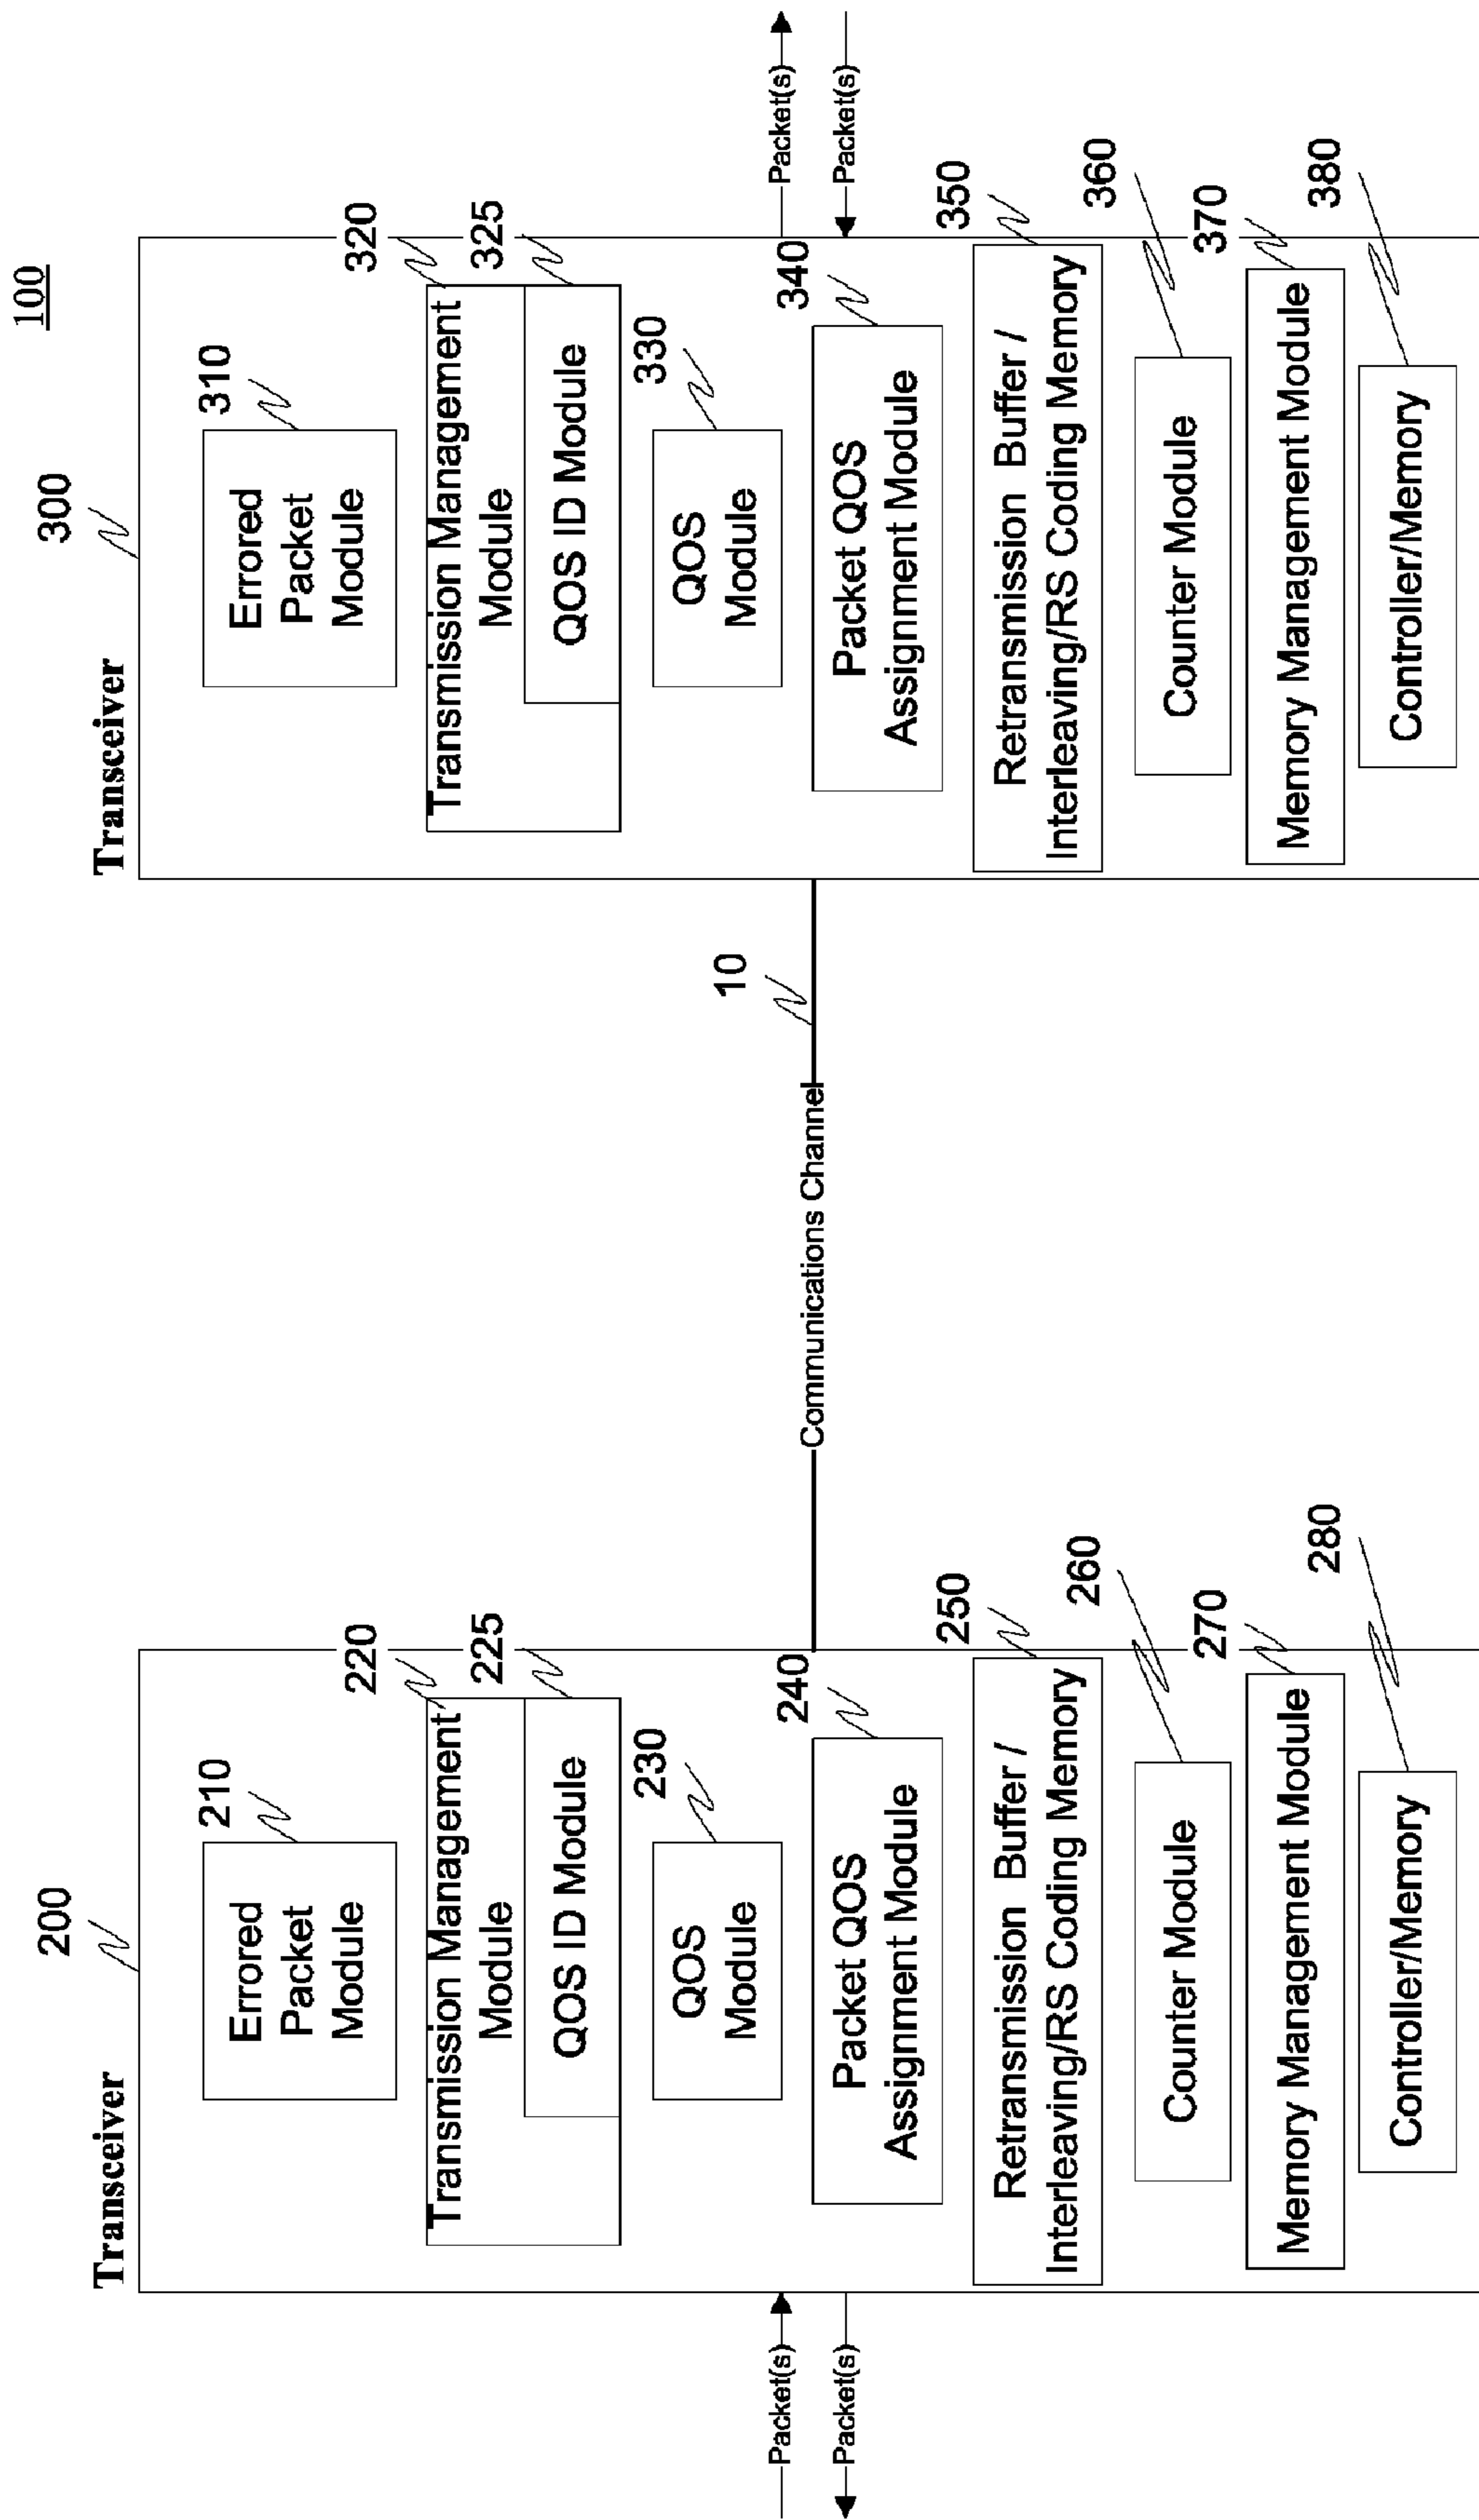 100
Transceiver
200
Errored
Packet
Module
210
Transmission Management
Module
220
QOS ID Module
225
QOS
Module
230
Packet QOS
Assignment Module
240
Retransmission Buffer /
Interleaving/RS Coding Memory
250
Counter Module
260
Memory Management Module
270
Controller/Memory
280
Packet(s)
Packet(s)
Communications Channel
10
Transceiver
300
Errored
Packet
Module
310
Transmission Management
Module
320
QOS ID Module
325
QOS
Module
330
Packet QOS
Assignment Module
340
Retransmission Buffer /
Interleaving/RS Coding Memory
350
Counter Module
360
Memory Management Module
370
Controller/Memory
380
Packet(s)
Packet(s)